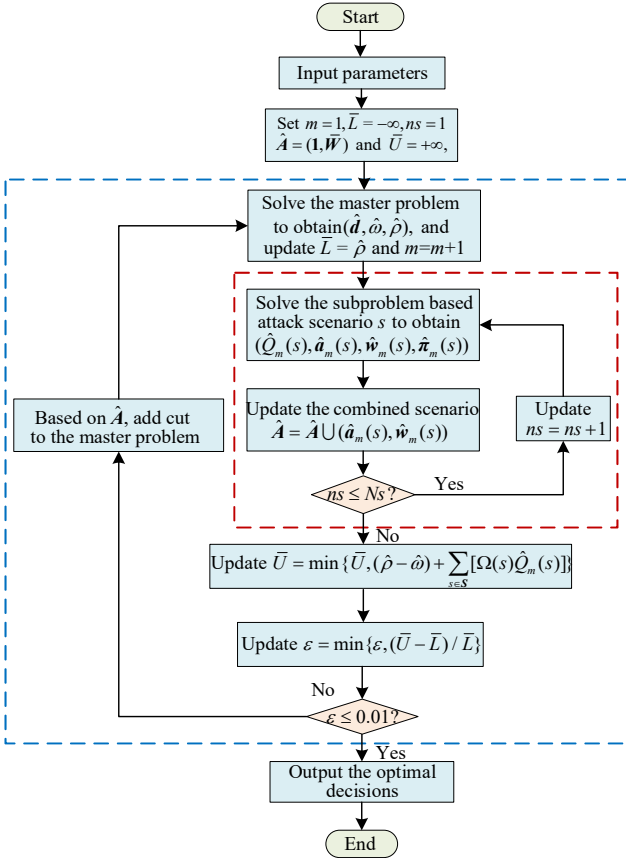 Start
Input parameters
Set m = 1, L̄ = −∞, ns = 1
Â = (1, W̄) and Ū = +∞,
Solve the master problem
to obtain(d̂, ω̂, ρ̂), and
update L̄ = ρ̂ and m=m+1
Solve the subproblem based
attack scenario s to obtain
(Q̂ₘ(s), âₘ(s), ŵₘ(s), π̂ₘ(s))
Update the combined scenario
Â = Â ∪ (âₘ(s), ŵₘ(s))
Update
ns = ns +1
Based on Â, add cut
to the master problem
ns ≤ Ns?
Yes
No
Update Ū = min{Ū, (ρ̂ − ω̂) + ∑_{s∈S} [Ω(s)Q̂ₘ(s)]}
Update ε = min{ε, (Ū − L̄) / L̄}
No
ε ≤ 0.01?
Yes
Output the optimal
decisions
End